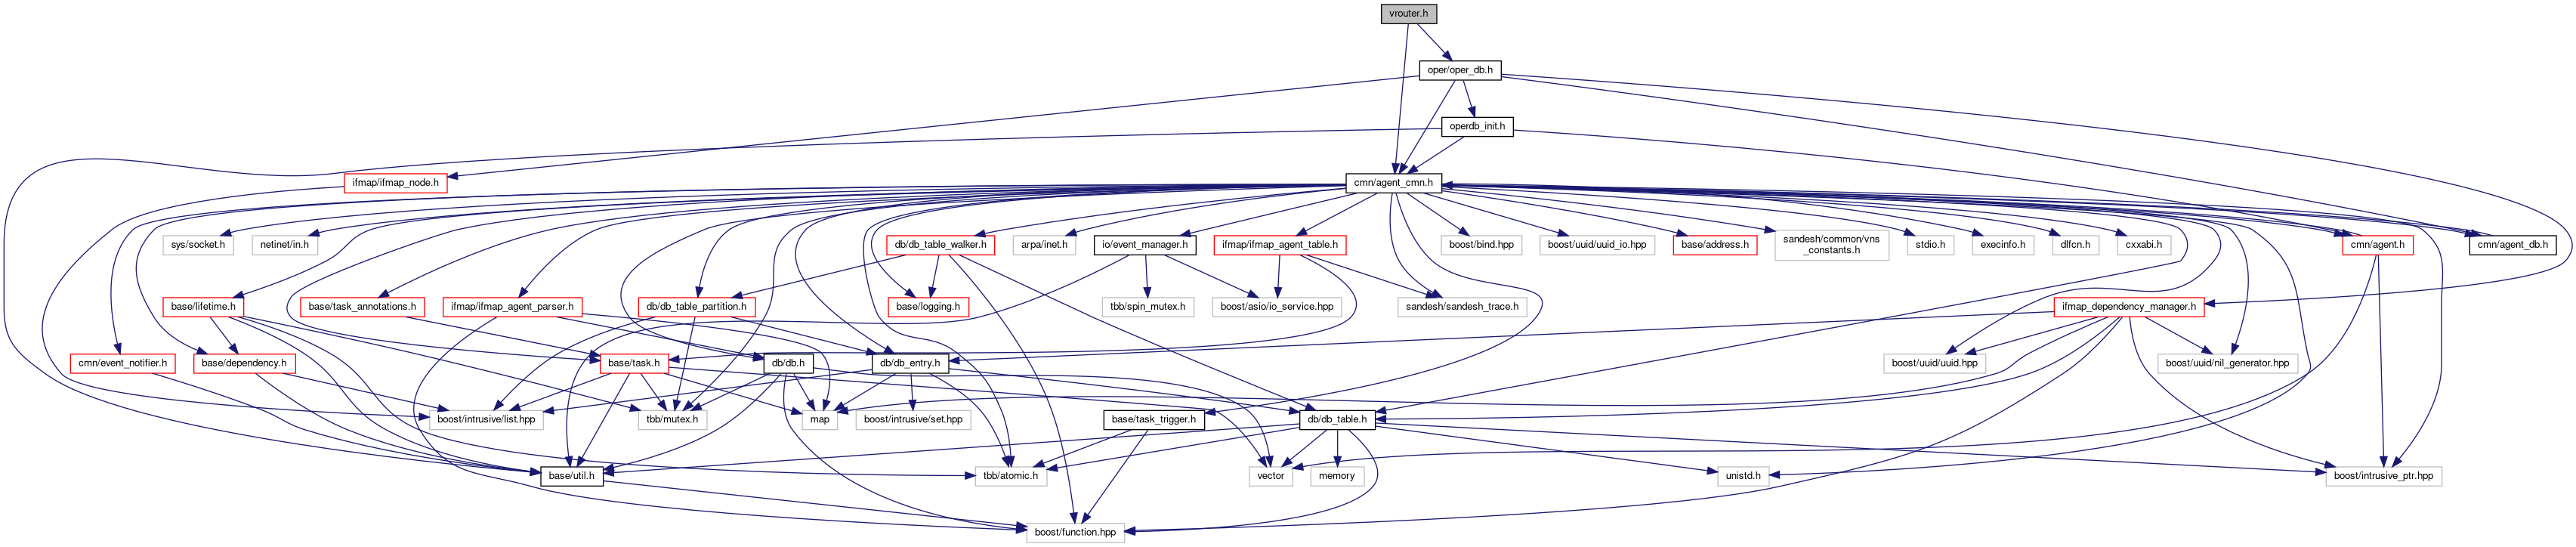 vrouter.h
oper/oper_db.h
operdb_init.h
ifmap/ifmap_node.h
cmn/agent_cmn.h
sys/socket.h
netinet/in.h
db/db_table_walker.h
arpa/inet.h
io/event_manager.h
ifmap/ifmap_agent_table.h
boost/bind.hpp
boost/uuid/uuid_io.hpp
base/address.h
sandesh/common/vns
_constants.h
stdio.h
execinfo.h
dlfcn.h
cxxabi.h
cmn/agent.h
cmn/agent_db.h
base/lifetime.h
base/task_annotations.h
ifmap/ifmap_agent_parser.h
db/db_table_partition.h
base/logging.h
tbb/spin_mutex.h
boost/asio/io_service.hpp
sandesh/sandesh_trace.h
ifmap_dependency_manager.h
cmn/event_notifier.h
base/dependency.h
base/task.h
db/db.h
db/db_entry.h
boost/uuid/uuid.hpp
boost/uuid/nil_generator.hpp
boost/intrusive/list.hpp
tbb/mutex.h
map
boost/intrusive/set.hpp
base/task_trigger.h
db/db_table.h
base/util.h
tbb/atomic.h
vector
memory
unistd.h
boost/intrusive_ptr.hpp
boost/function.hpp